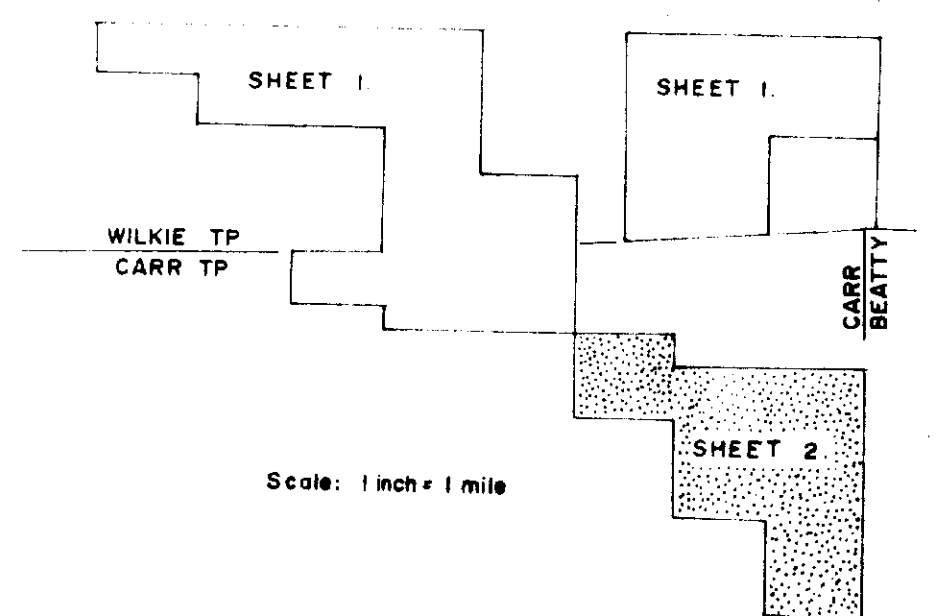 SHEET 1.
SHEET 1.
WILKIE TP
CARR TP
CARR
BEATTY
SHEET 2.
Scale: 1 inch = 1 mile